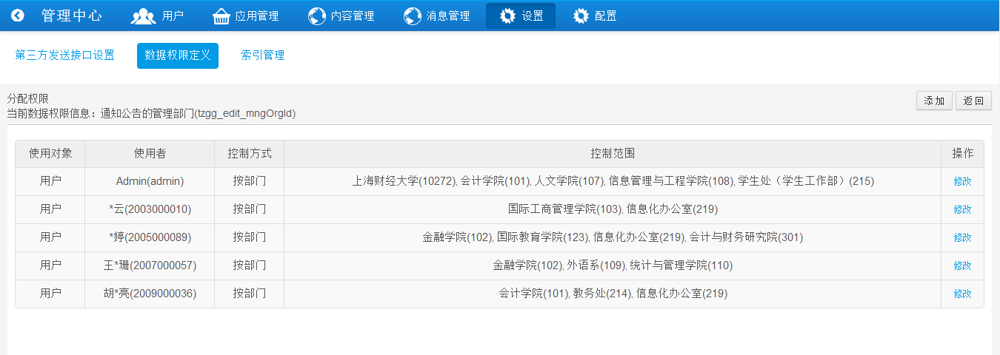 管理中心 用户 应用管理 内容管理 消息管理 设置 配置
第三方发送接口设置 数据权限定义 索引管理
分配权限 添加 返回
当前数据权限信息：通知公告的管理部门(tzgg_edit_mngOrgId)
使用对象 使用者 控制方式 控制范围 操作
用户 Admin(admin) 按部门 上海财经大学(10272), 会计学院(101), 人文学院(107), 信息管理与工程学院(108), 学生处（学生工作部）(215) 修改
用户 *云(2003000010) 按部门 国际工商管理学院(103), 信息化办公室(219) 修改
用户 *婷(2005000089) 按部门 金融学院(102), 国际教育学院(123), 信息化办公室(219), 会计与财务研究院(301) 修改
用户 王*珊(2007000057) 按部门 金融学院(102), 外语系(109), 统计与管理学院(110) 修改
用户 胡*亮(2009000036) 按部门 会计学院(101), 教务处(214), 信息化办公室(219) 修改